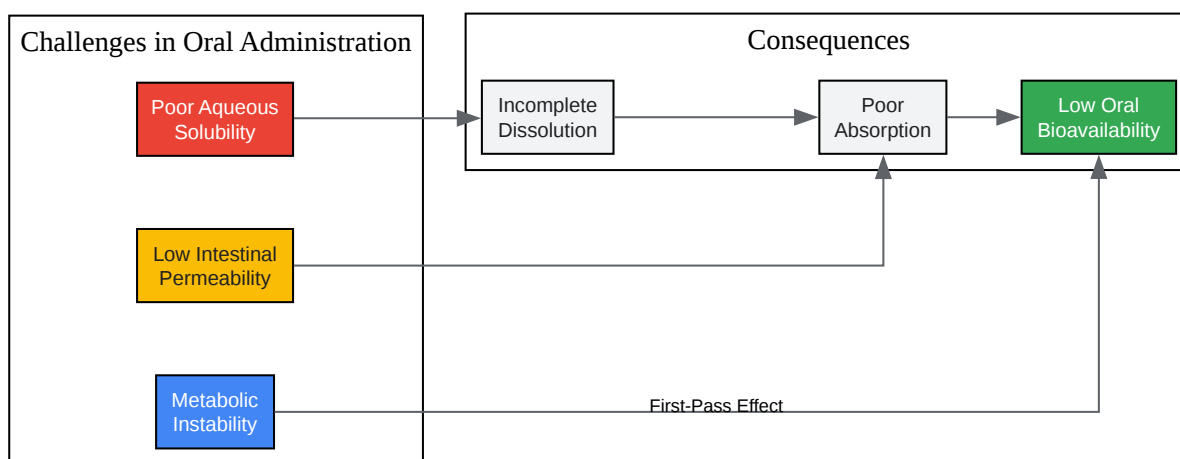 Challenges in Oral Administration
Consequences
Poor Aqueous
Solubility
Incomplete
Dissolution
Poor
Absorption
Low Oral
Bioavailability
Low Intestinal
Permeability
Metabolic
Instability
First-Pass Effect